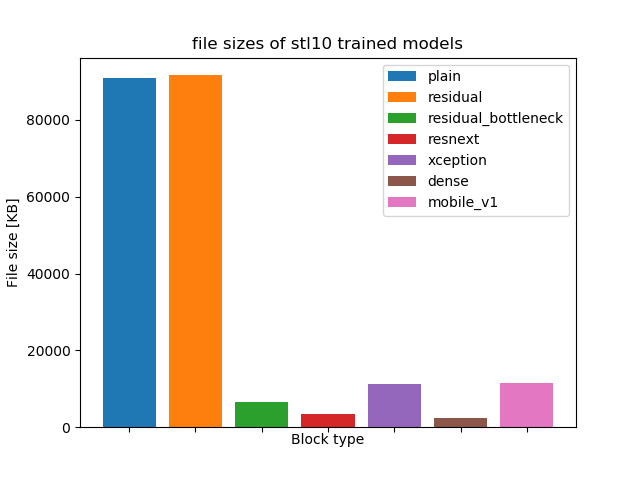 file sizes of stl10 trained models
File size [KB]
80000
60000
40000
20000
0
plain
residual
residual_bottleneck
resnext
xception
dense
mobile_v1
Block type